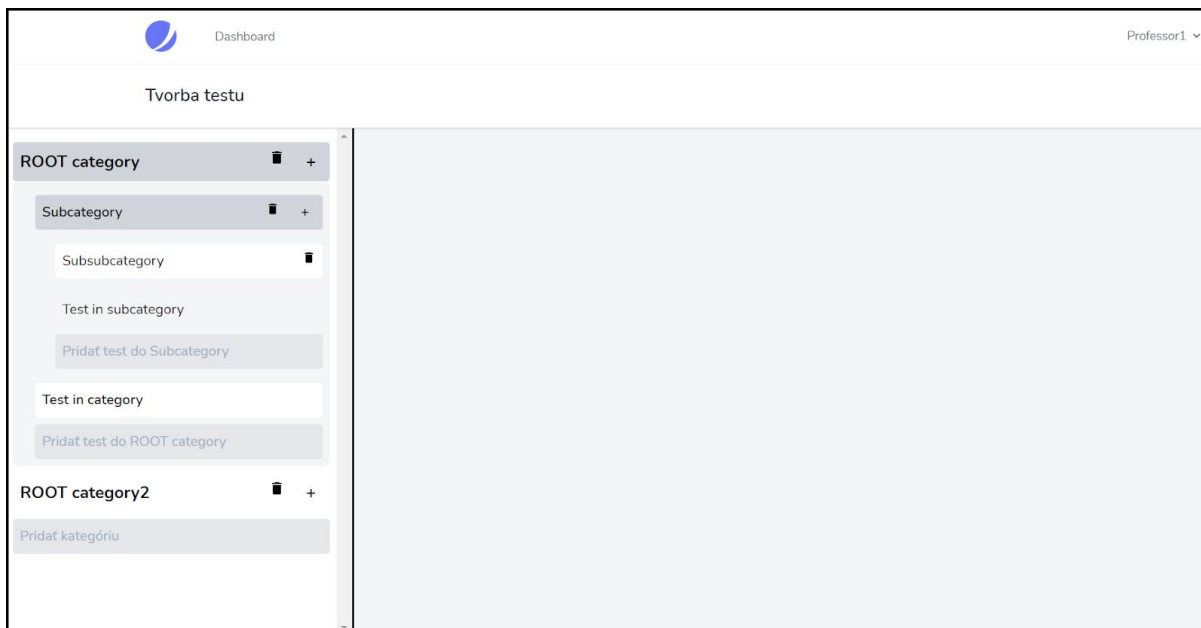 Dashboard
Professor1
Tvorba testu
ROOT category
+
Subcategory
+
Subsubcategory
Test in subcategory
Pridať test do Subcategory
Test in category
Pridať test do ROOT category
ROOT category2
+
Pridať kategóriu